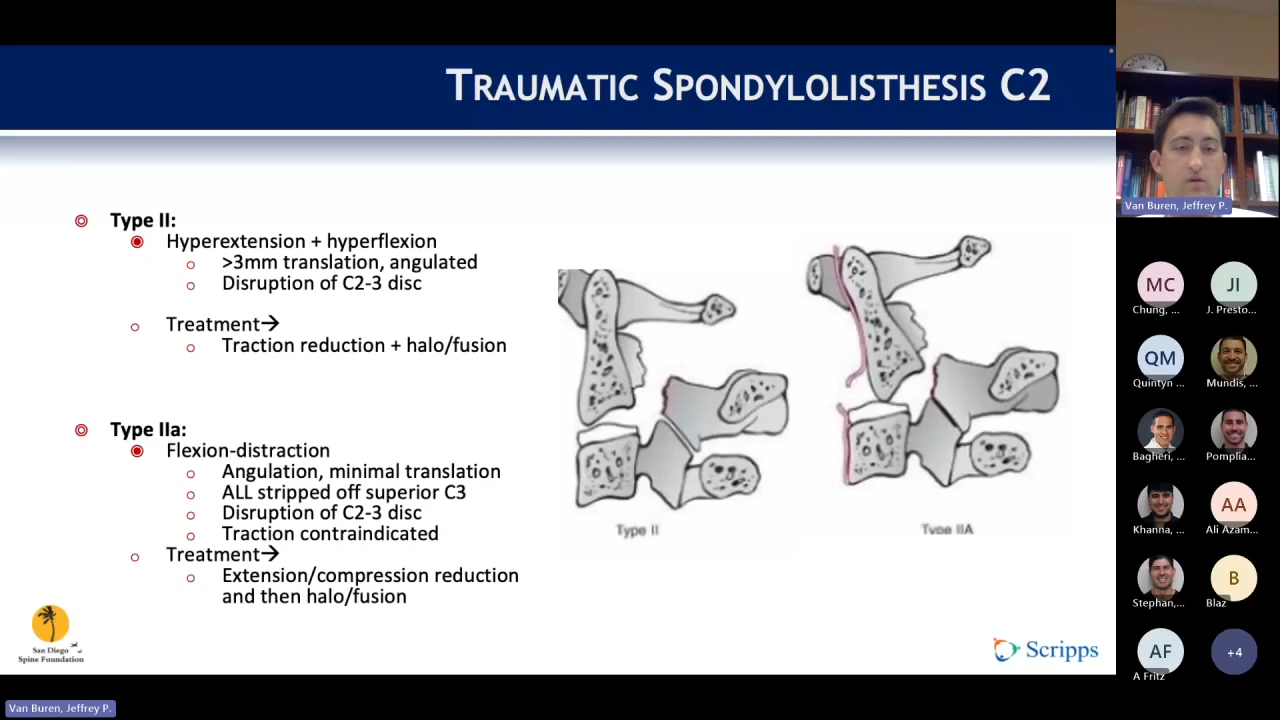 TRAUMATIC SPONDYLOLISTHESIS C2
Type II:
Hyperextension + hyperflexion
>3mm translation, angulated
Disruption of C2-3 disc
Treatment→
Traction reduction + halo/fusion
Type IIa:
Flexion-distraction
Angulation, minimal translation
ALL stripped off superior C3
Disruption of C2-3 disc
Traction contraindicated
Treatment→
Extension/compression reduction
and then halo/fusion
Type II
Type IIA
San Diego
Spine Foundation
Scripps
Van Buren, Jeffrey P.
MC
Chung, ...
JI
J. Presto...
QM
Quintyn ...
Mundis, ...
Bagheri, ...
Pomplia...
Khanna, ...
AA
Ali Azam...
Stephan,...
B
Blaz
AF
A Fritz
+4
Van Buren, Jeffrey P.